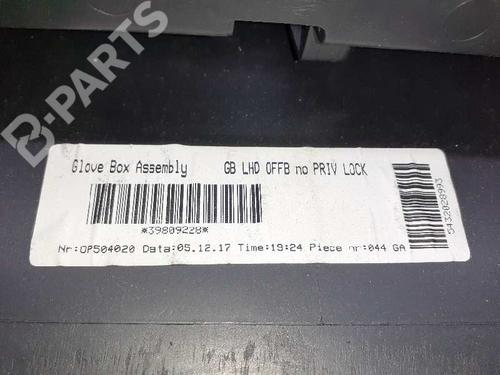 B-PARTS
Glove Box Assembly GB LHD OFFB no PRIV LOCK
*39809228*
Nr:OP504020 Data:05.12.17 Time:19:24 Piece nr:044 GA
5432028993